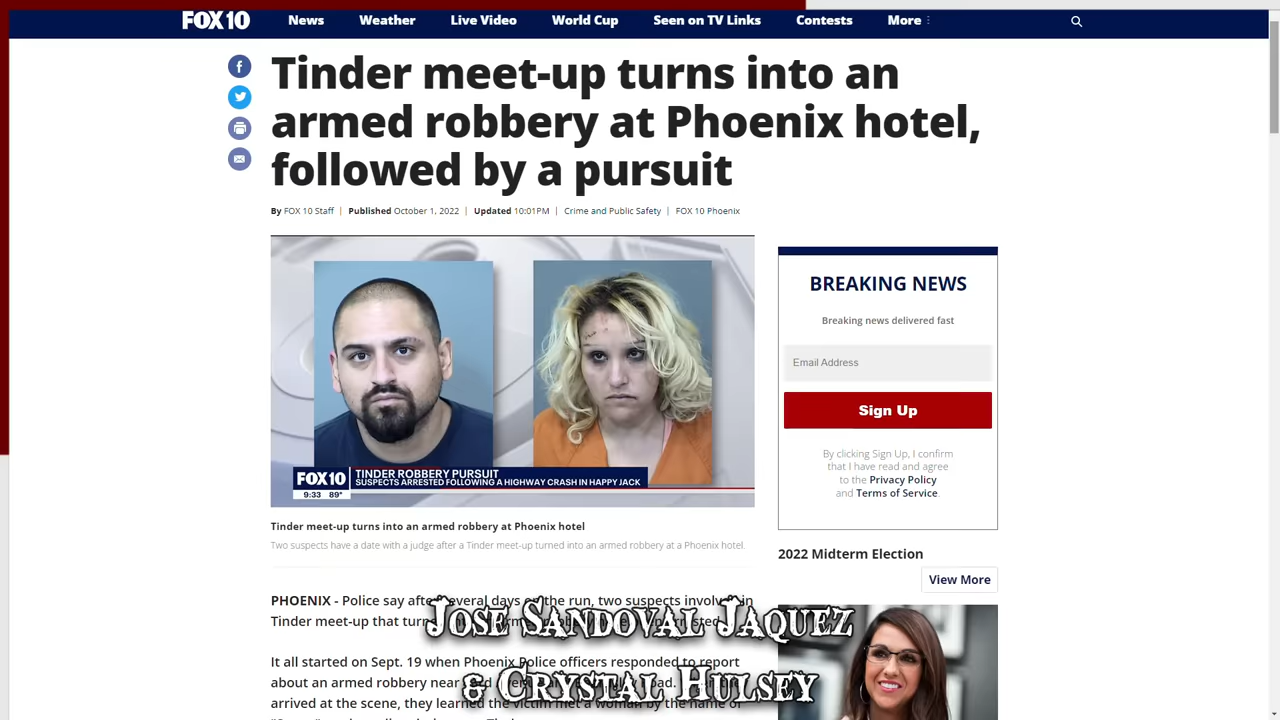 FOX10 News Weather Live Video World Cup Seen on TV Links Contests More
Tinder meet-up turns into an
armed robbery at Phoenix hotel,
followed by a pursuit
By FOX 10 Staff | Published October 1, 2022 | Updated 10:01PM | Crime and Public Safety | FOX 10 Phoenix
FOX10
9:33 89°
TINDER ROBBERY PURSUIT
SUSPECTS ARRESTED FOLLOWING A HIGHWAY CRASH IN HAPPY JACK
Tinder meet-up turns into an armed robbery at Phoenix hotel
Two suspects have a date with a judge after a Tinder meet-up turned into an armed robbery at a Phoenix hotel.
PHOENIX - Police say after several days on the run, two suspects involved in
Tinder meet-up that turned
It all started on Sept. 19 when Phoenix Police officers responded to report
about an armed robbery near
arrived at the scene, they learned the victim met a woman by the name of
BREAKING NEWS
Breaking news delivered fast
Email Address
Sign Up
By clicking Sign Up, I confirm
that I have read and agree
to the Privacy Policy
and Terms of Service.
2022 Midterm Election
View More
Jose Sandoval Jaquez
& Crystal Hulsey